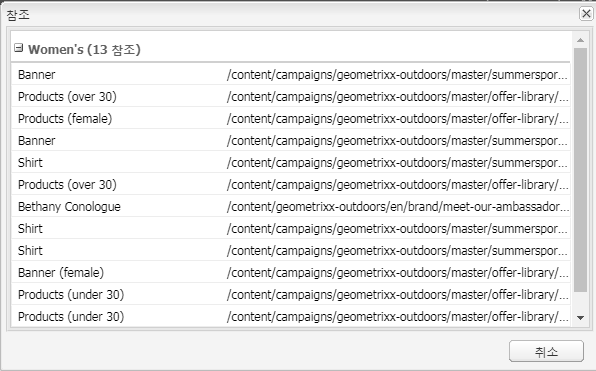 참조
Women's (13 참조)
Banner /content/campaigns/geometrixx-outdoors/master/summerspor...
Products (over 30) /content/campaigns/geometrixx-outdoors/master/offer-library/...
Products (female) /content/campaigns/geometrixx-outdoors/master/offer-library/...
Banner /content/campaigns/geometrixx-outdoors/master/summerspor...
Shirt /content/campaigns/geometrixx-outdoors/master/summerspor...
Products (over 30) /content/campaigns/geometrixx-outdoors/master/offer-library/...
Bethany Conologue /content/geometrixx-outdoors/en/brand/meet-our-ambassador...
Shirt /content/campaigns/geometrixx-outdoors/master/summerspor...
Shirt /content/campaigns/geometrixx-outdoors/master/summerspor...
Banner (female) /content/campaigns/geometrixx-outdoors/master/offer-library/...
Products (under 30) /content/campaigns/geometrixx-outdoors/master/offer-library/...
Products (under 30) /content/campaigns/geometrixx-outdoors/master/offer-library/...
취소